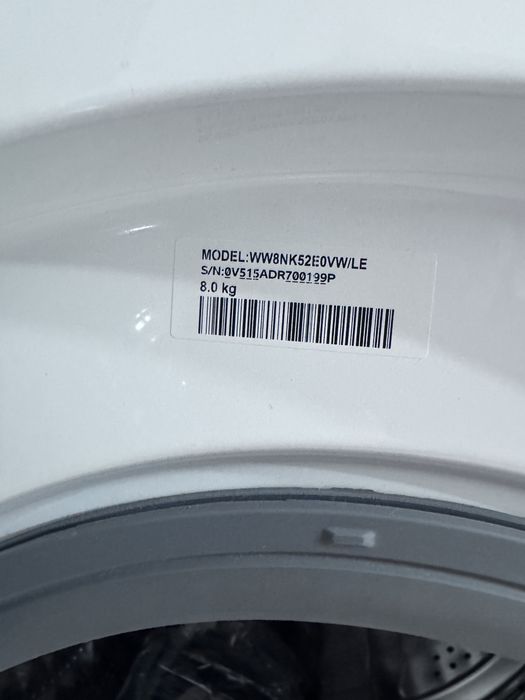 MODEL:WW8NK52E0VW/LE
S/N:0V515ADR700199P
8.0 kg